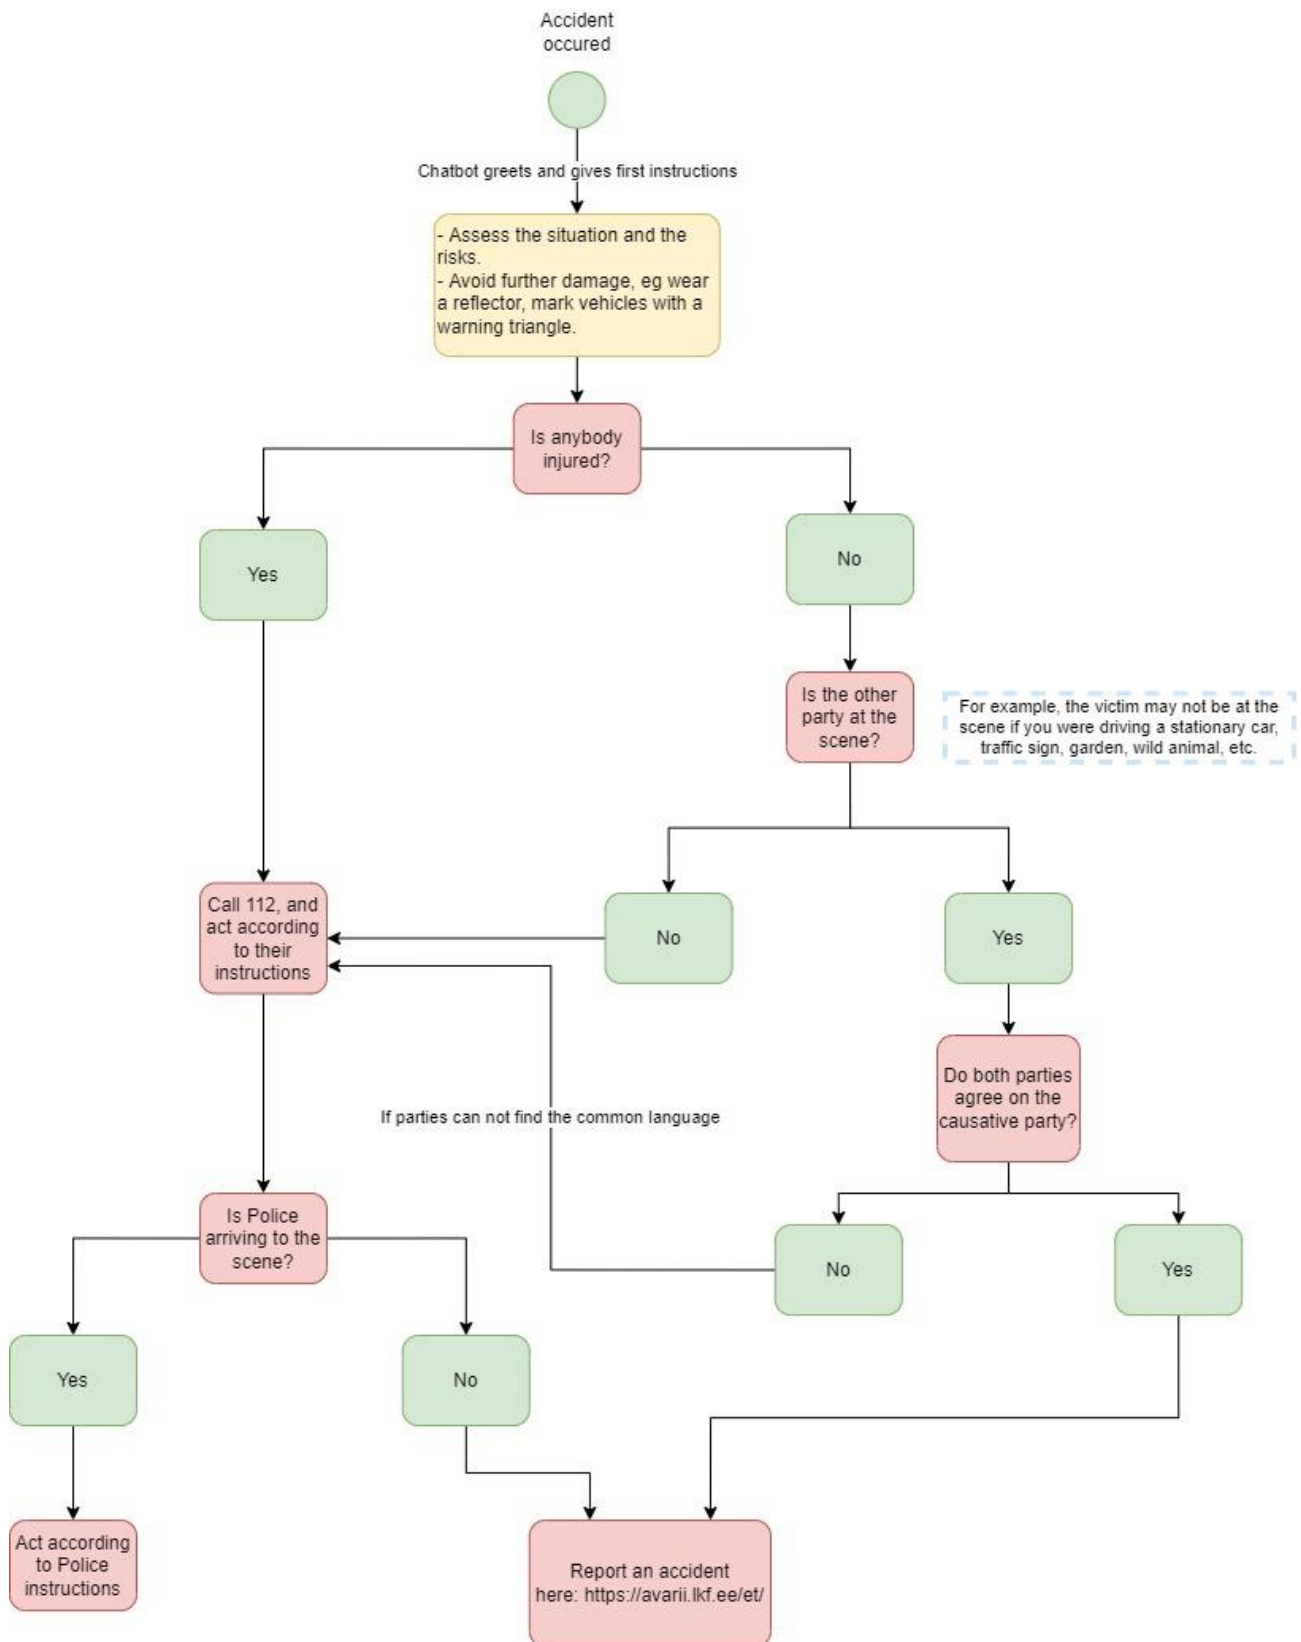 Accident
occured
Chatbot greets and gives first instructions
- Assess the situation and the
risks.
- Avoid further damage, eg wear
a reflector, mark vehicles with a
warning triangle.
Is anybody
injured?
Yes
No
Is the other
party at the
scene?
For example, the victim may not be at the
scene if you were driving a stationary car,
traffic sign, garden, wild animal, etc.
Call 112, and
act according
to their
instructions
No
Yes
Do both parties
agree on the
causative party?
If parties can not find the common language
Is Police
arriving to the
scene?
No
Yes
Yes
No
Act according
to Police
instructions
Report an accident
here: https://avarii.lkf.ee/et/